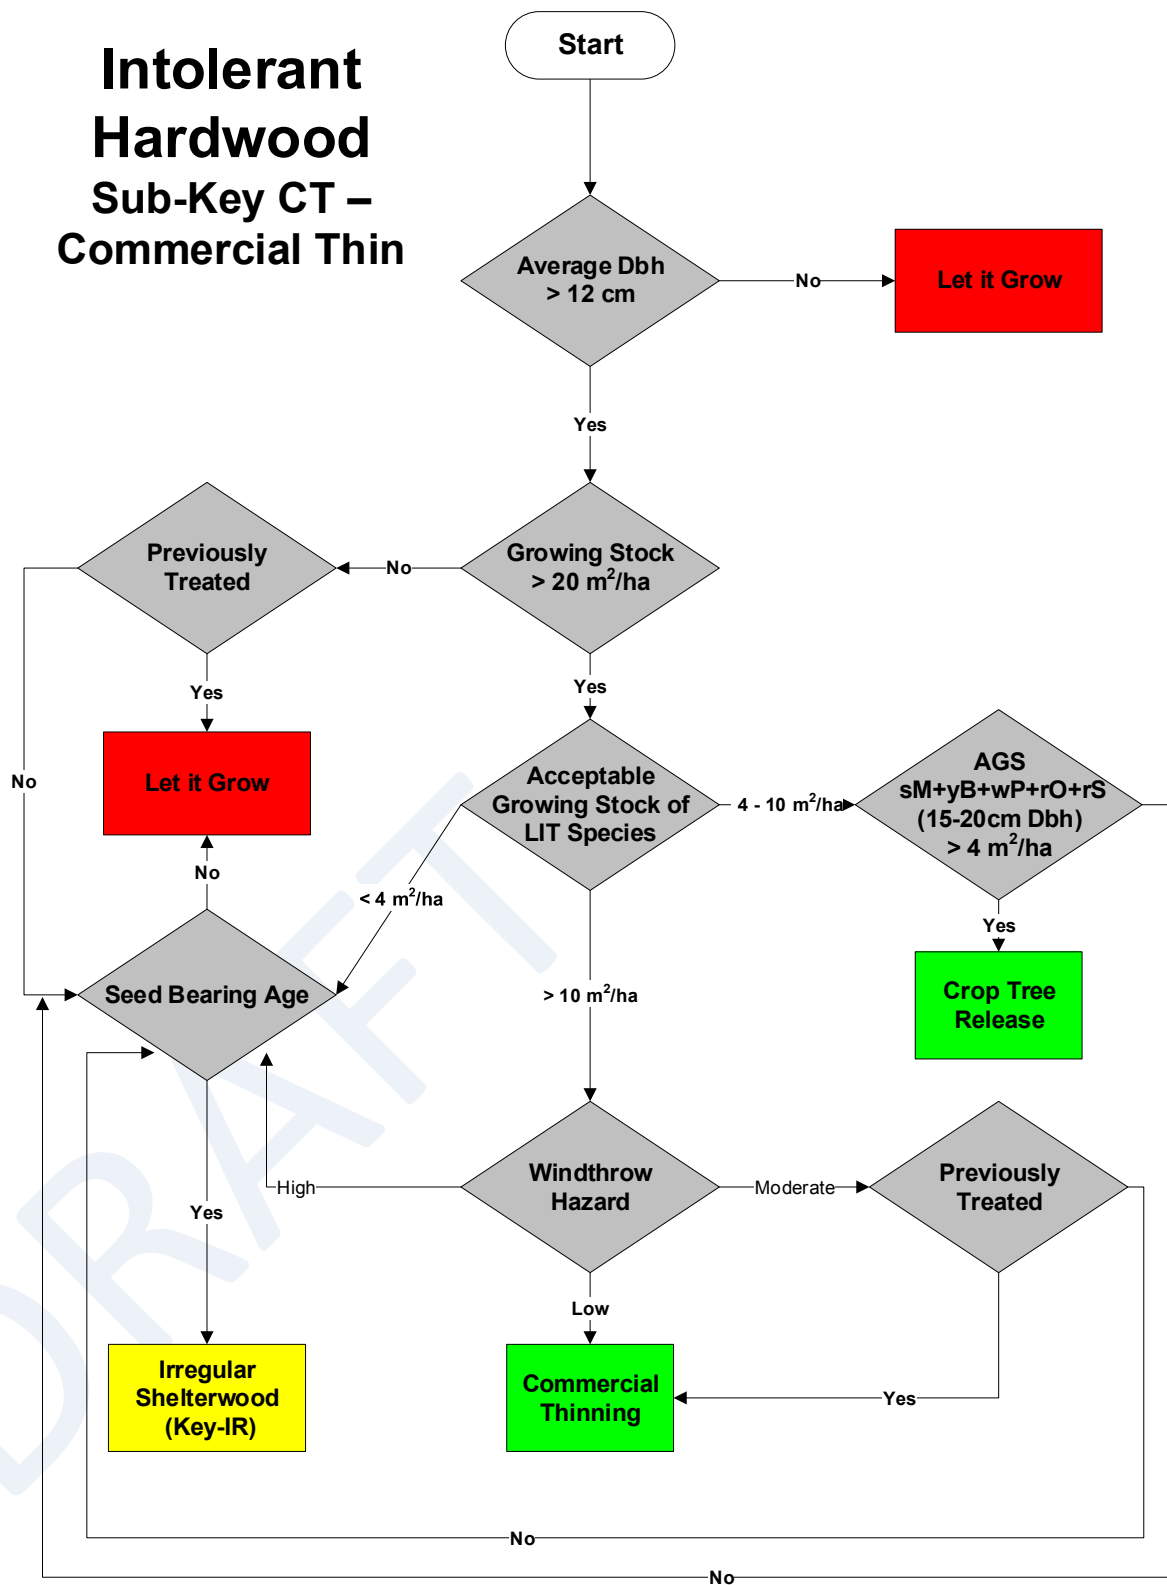 Intolerant
Hardwood
Sub-Key CT –
Commercial Thin
Start
Average Dbh
> 12 cm
No
Let it Grow
Yes
Previously
Treated
No
Growing Stock
> 20 m²/ha
Yes
Yes
No
Let it Grow
Acceptable
Growing Stock of
LIT Species
4 - 10 m²/ha
AGS
sM+yB+wP+rO+rS
(15-20cm Dbh)
> 4 m²/ha
No
< 4 m²/ha
Yes
Seed Bearing Age
> 10 m²/ha
Crop Tree
Release
High
Windthrow
Hazard
Moderate
Previously
Treated
Yes
Low
Irregular
Shelterwood
(Key-IR)
Commercial
Thinning
Yes
No
No
DRAFT